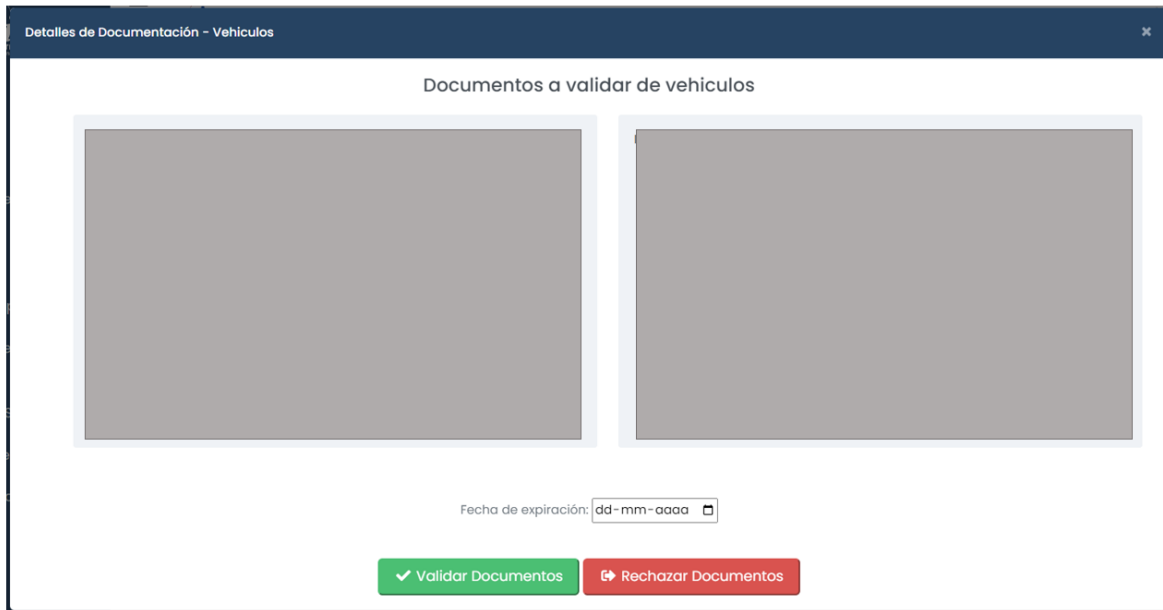 Detalles de Documentación - Vehiculos
Documentos a validar de vehiculos
Fecha de expiración: dd-mm-aaaa
Validar Documentos
Rechazar Documentos